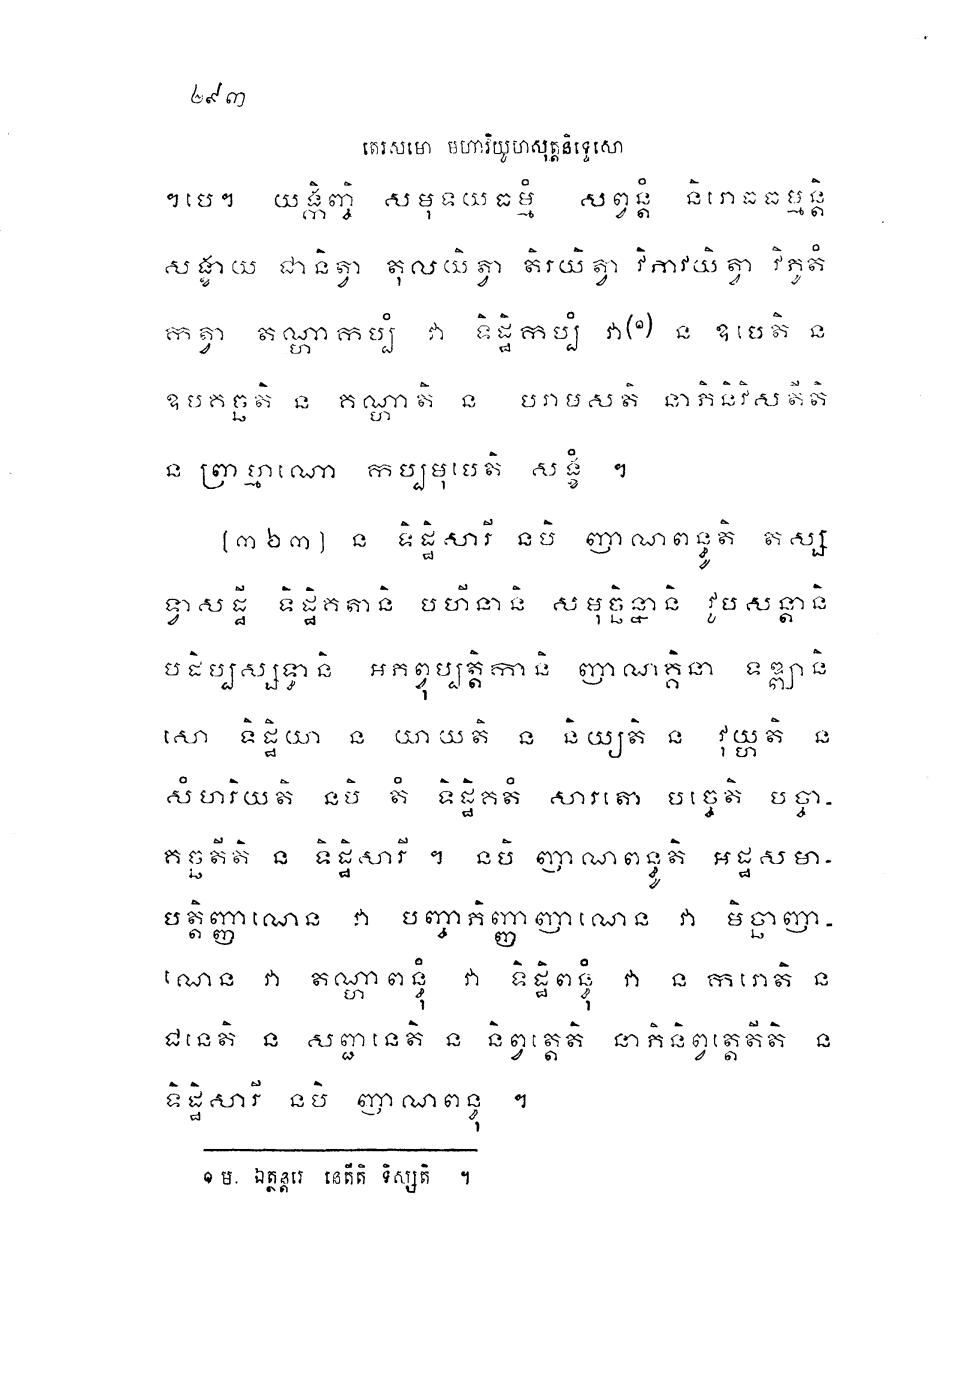 ២៩៣
តេរសមោ មហាវិយូហសុត្តនិទ្ទេសោ
។បេ។ យង្កិញ្ចិ សមុទយធម្មំ សព្វន្តំ និរោធធម្មន្តិ
សង្ខាយ ជានិត្វា តុលយិត្វា តិរយិត្វា វិភាវយិត្វា វិភូតំ
កត្វា តណ្ហាកប្បំ វា ទិដ្ឋិកប្បំ វា(១) ន ឧបេតិ ន
ឧបគច្ឆតិ ន គណ្ហាតិ ន បរាមសតិ នាភិនិវិសតីតិ
ន ព្រាហ្មណោ កប្បមុបេតិ សង្ខំ ។
[៣៦៣] ន ទិដ្ឋិសារី នបិ ញាណពន្ធូតិ តស្ស
ទ្វាសដ្ឋី ទិដ្ឋិគតានិ បហីនានិ សមុច្ឆិន្នានិ វូបសន្តានិ
បដិប្បស្សទ្ធានិ អភព្វុប្បត្តិកានិ ញាណគ្គិនា ទឌ្ឍានិ
សោ ទិដ្ឋិយា ន យាយតិ ន និយ្យតិ ន វុយ្ហតិ ន
សំហរិយតិ នបិ តំ ទិដ្ឋិគតំ សារតោ បច្ចេតិ បច្ចា-
គច្ឆតីតិ ន ទិដ្ឋិសារី ។ នបិ ញាណពន្ធូតិ អដ្ឋសមា-
បត្តិញ្ញាណេន វា បញ្ចាភិញ្ញាញាណេន វា មិច្ឆាញា-
ណេន វា តណ្ហាពន្ធុំ វា ទិដ្ឋិពន្ធុំ វា ន ករោតិ ន
ជនេតិ ន សញ្ជនេតិ ន និព្វត្តេតិ នាភិនិព្វត្តេតីតិ ន
ទិដ្ឋិសារី នបិ ញាណពន្ធុ ។
១ ម. ឯត្ថន្តរេ នេតីតិ ទិស្សតិ ។